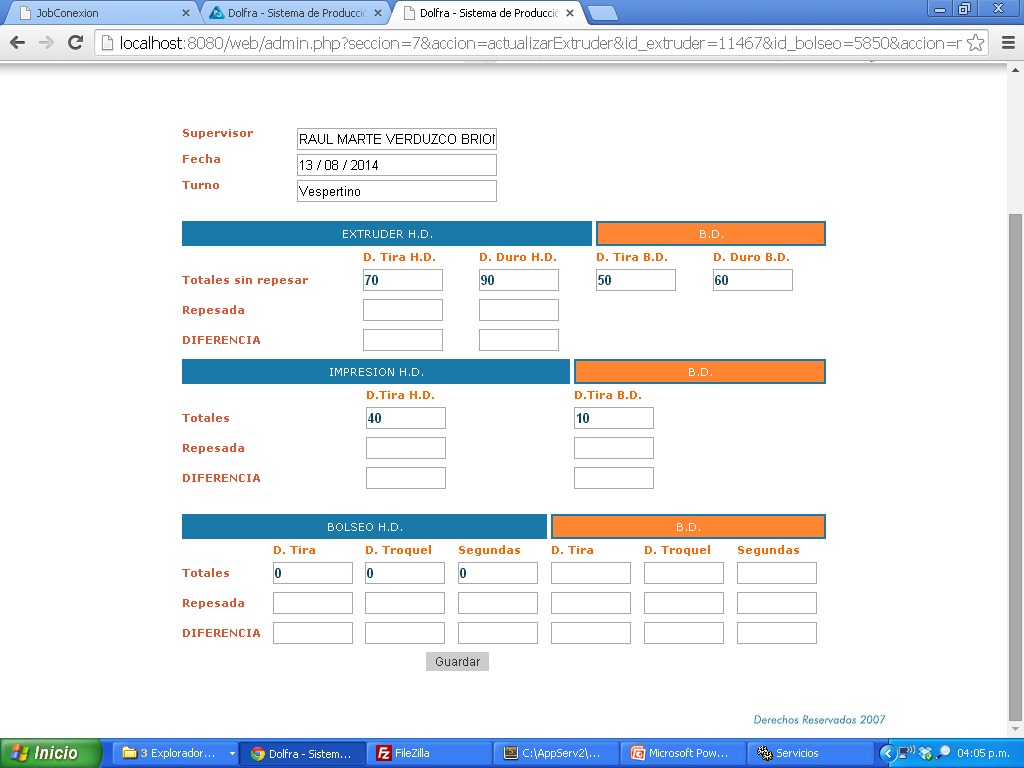 JobConexion
Dolfra - Sistema de Producció
Dolfra - Sistema de Producció
localhost:8080/web/admin.php?seccion=7&accion=actualizarExtruder&id_extruder=11467&id_bolseo=5850&accion=r
Supervisor RAUL MARTE VERDUZCO BRIO
Fecha 13 / 08 / 2014
Turno Vespertino
EXTRUDER H.D. B.D.
D. Tira H.D. D. Duro H.D. D. Tira B.D. D. Duro B.D.
Totales sin repesar 70 90 50 60
Repesada
DIFERENCIA
IMPRESION H.D. B.D.
D.Tira H.D. D.Tira B.D.
Totales 40 10
Repesada
DIFERENCIA
BOLSEO H.D. B.D.
D. Tira D. Troquel Segundas D. Tira D. Troquel Segundas
Totales 0 0 0
Repesada
DIFERENCIA
Guardar
Derechos Reservados 2007
Inicio 3 Explorador... Dolfra - Sistem... FileZilla C:\AppServ2\... Microsoft Pow... Servicios 04:05 p.m.